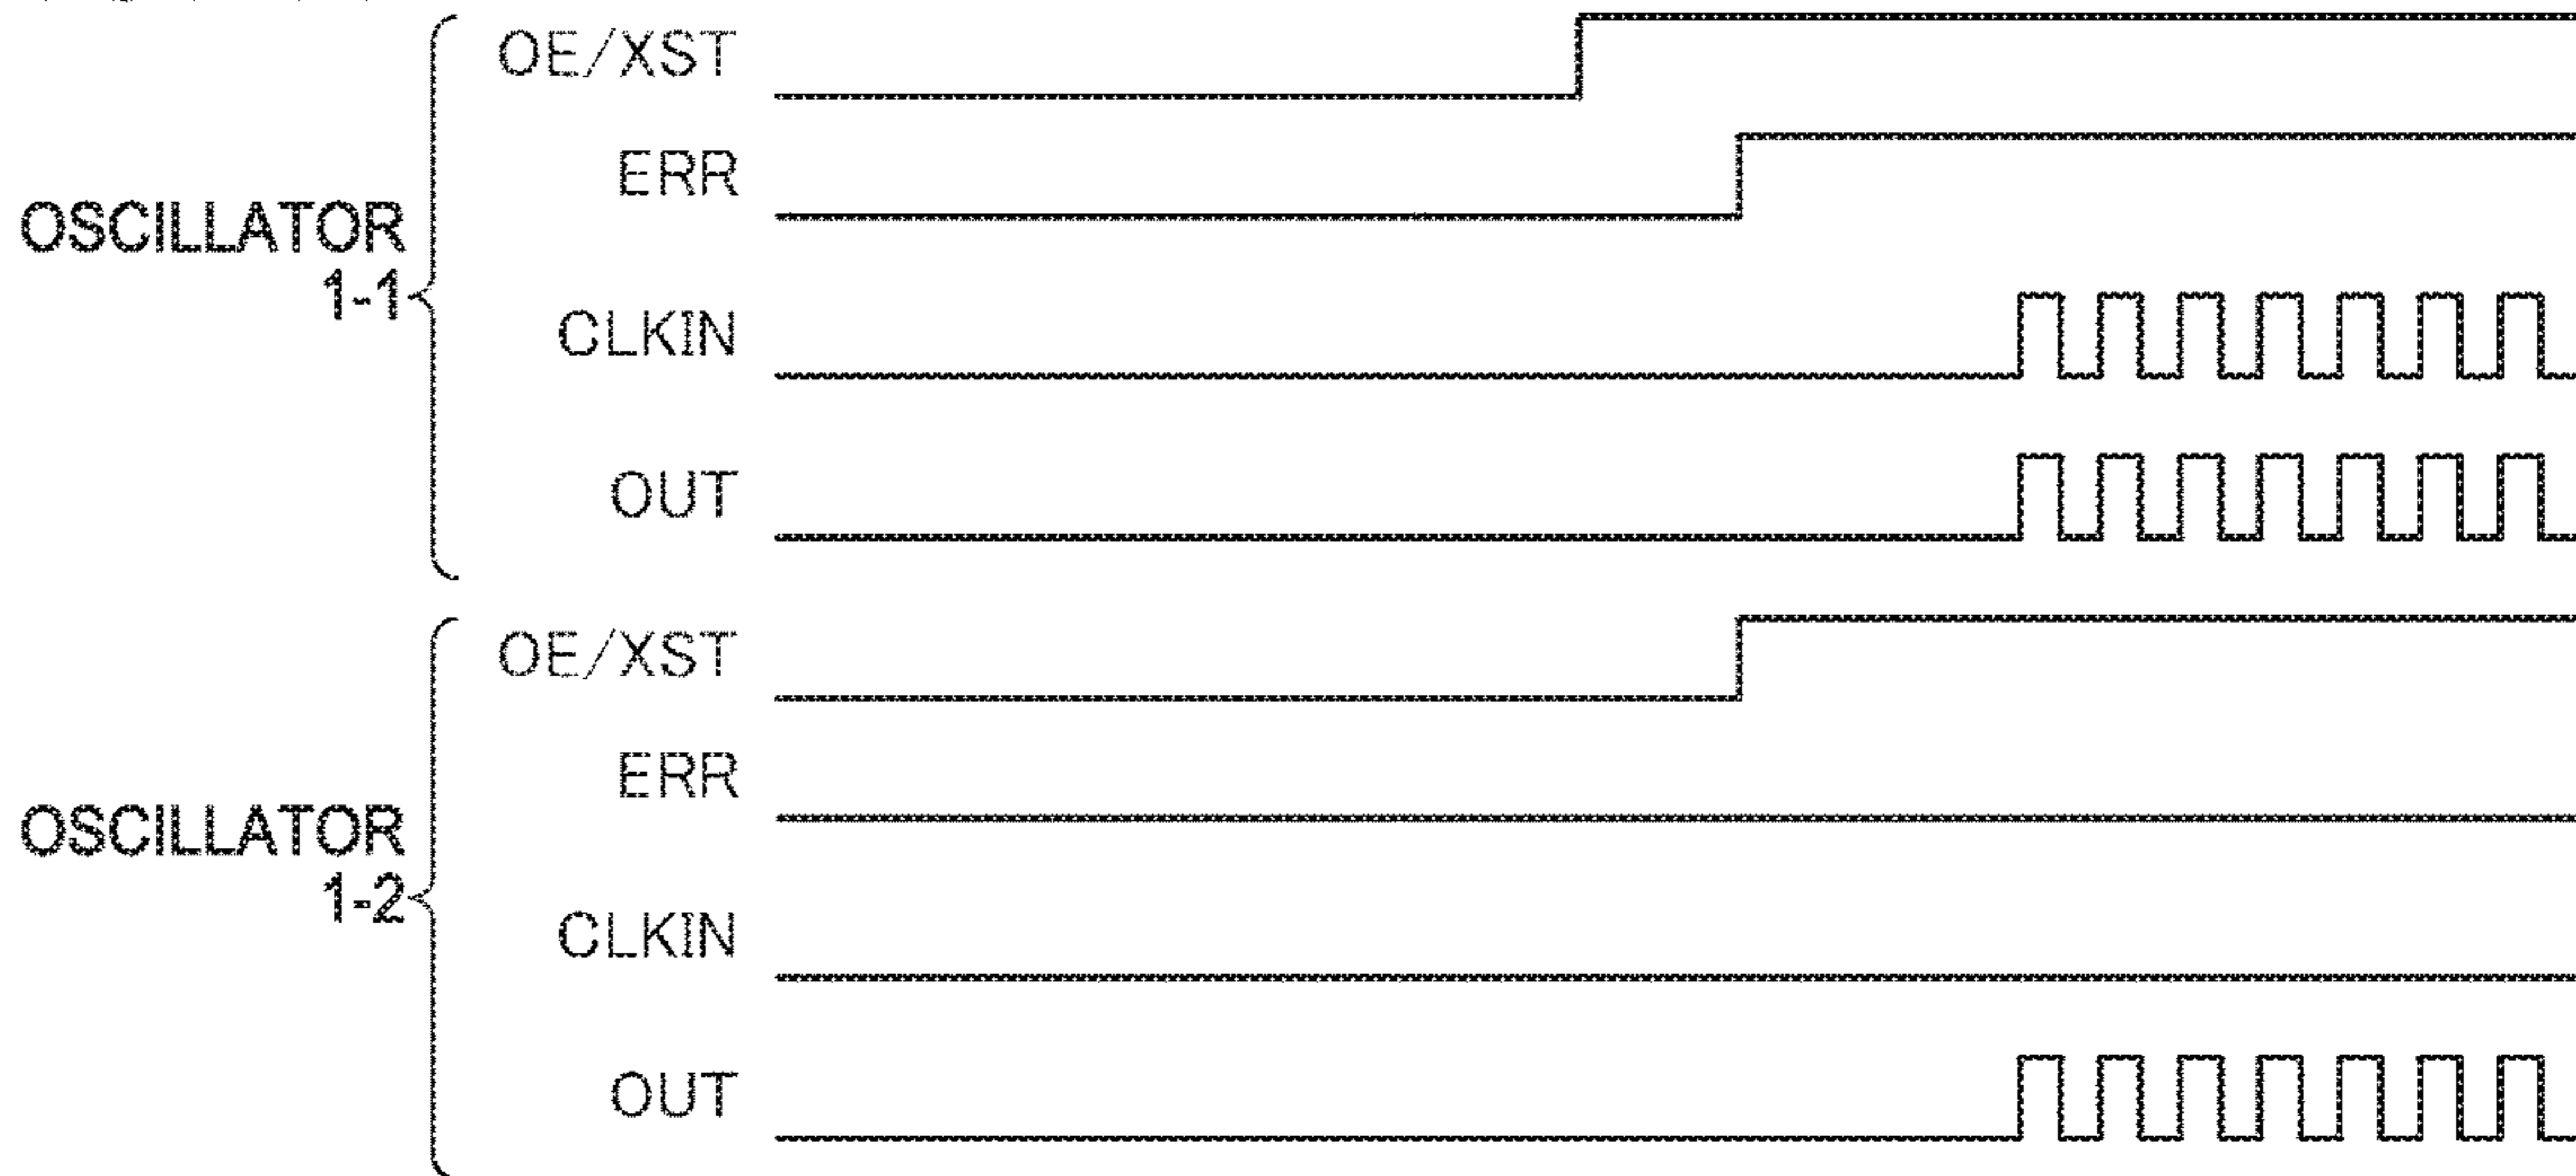 OE/XST
ERR
OSCILLATOR
1-1
CLKIN
OUT
OE/XST
ERR
OSCILLATOR
1-2
CLKIN
OUT